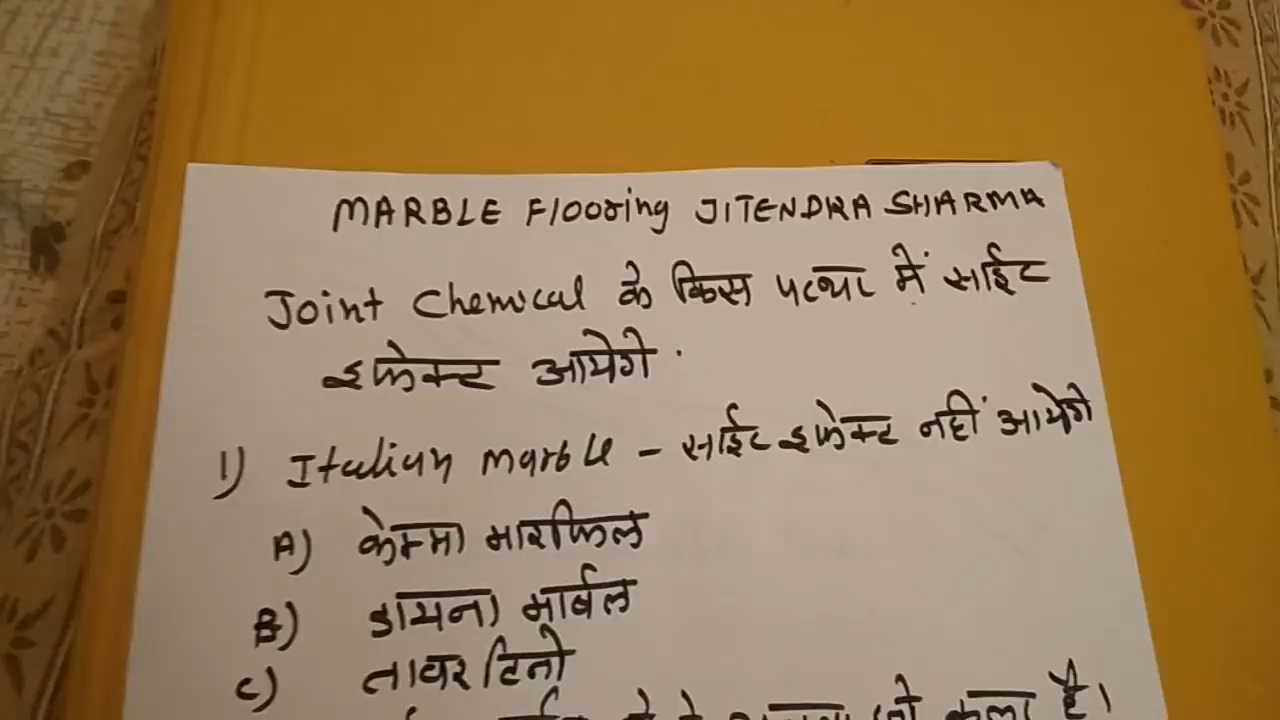 MARBLE Flooring JITENDRA SHARMA
Joint Chemical के किस पत्थर में साईट
इफेक्ट आयेगे
1) Italian marble - साईट इफेक्ट नहीं आयेगे
A) केम्मा मारफिल
B) डायना मार्बल
C) तावरटिनो
है।